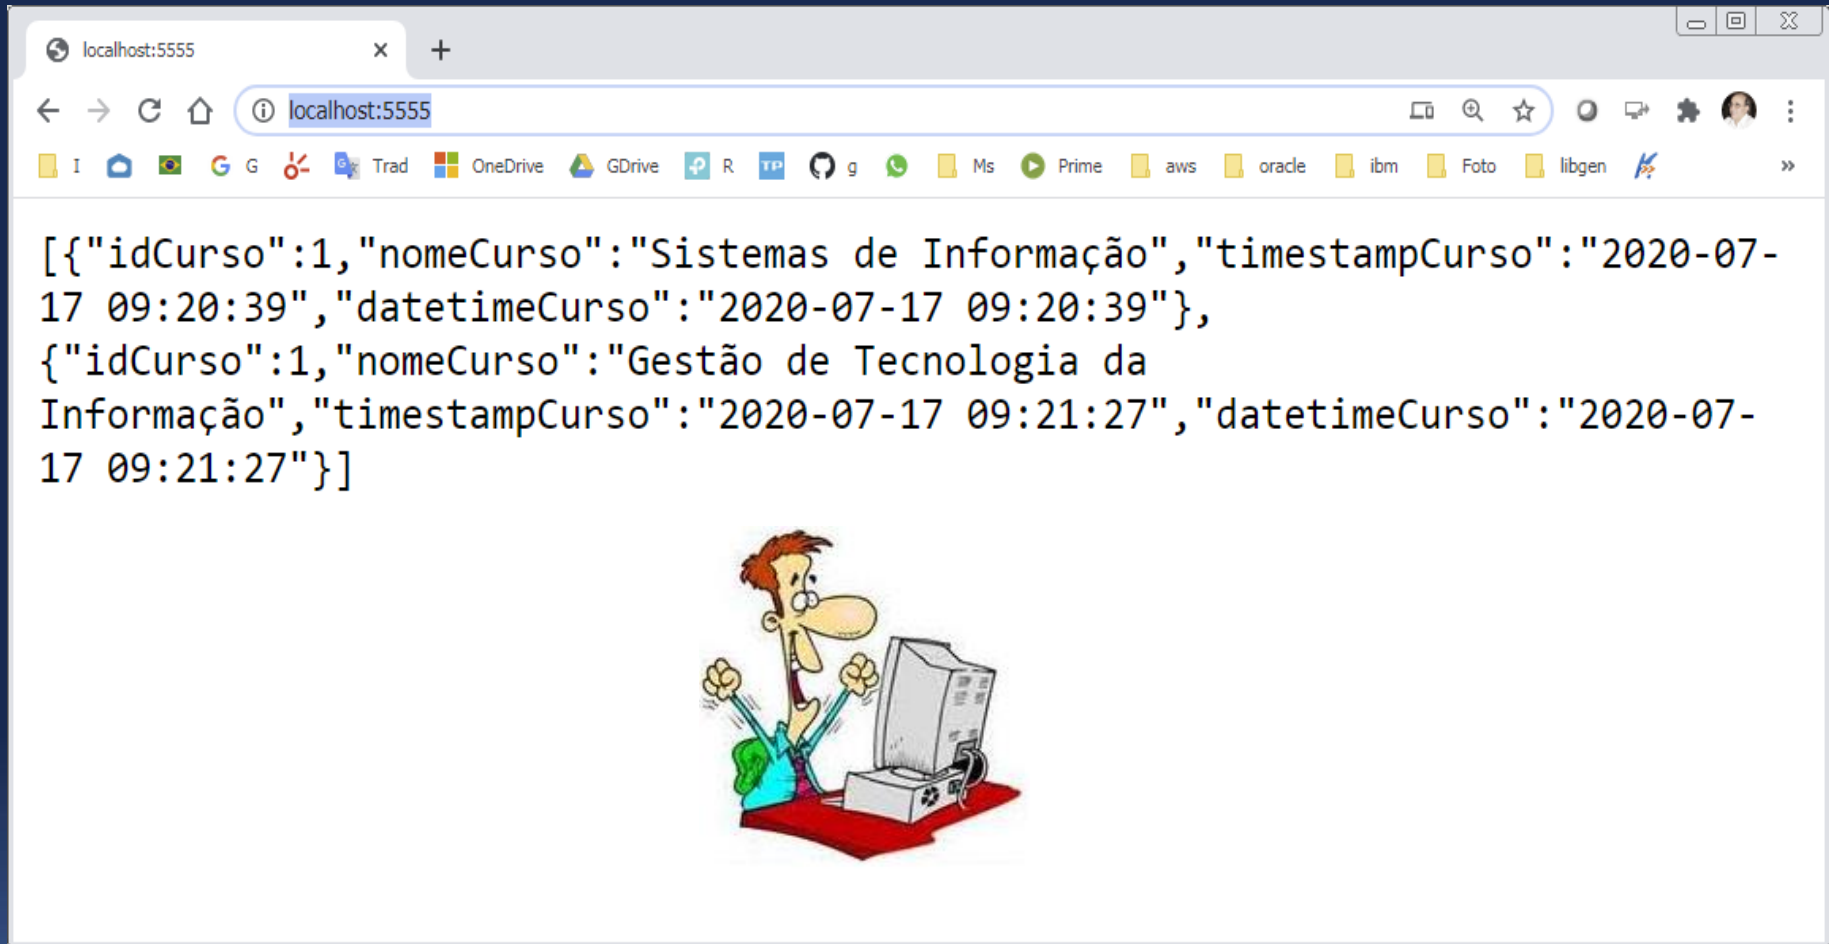 localhost:5555
localhost:5555
I G Trad OneDrive GDrive R TP g Ms Prime aws oracle ibm Foto libgen
[{"idCurso":1,"nomeCurso":"Sistemas de Informação","timestampCurso":"2020-07-
17 09:20:39","datetimeCurso":"2020-07-17 09:20:39"},
{"idCurso":1,"nomeCurso":"Gestão de Tecnologia da
Informação","timestampCurso":"2020-07-17 09:21:27","datetimeCurso":"2020-07-
17 09:21:27"}]